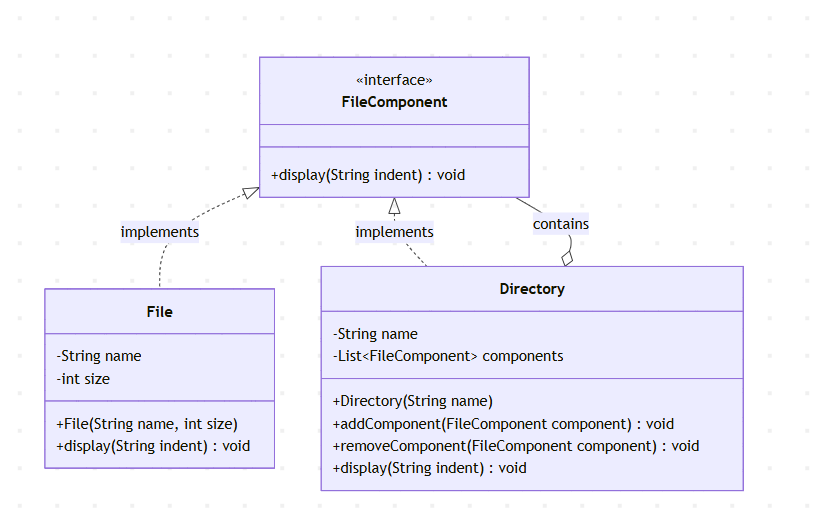 «interface»
FileComponent
+display(String indent) : void
implements
implements
contains
File
-String name
-int size
+File(String name, int size)
+display(String indent) : void
Directory
-String name
-List<FileComponent> components
+Directory(String name)
+addComponent(FileComponent component) : void
+removeComponent(FileComponent component) : void
+display(String indent) : void